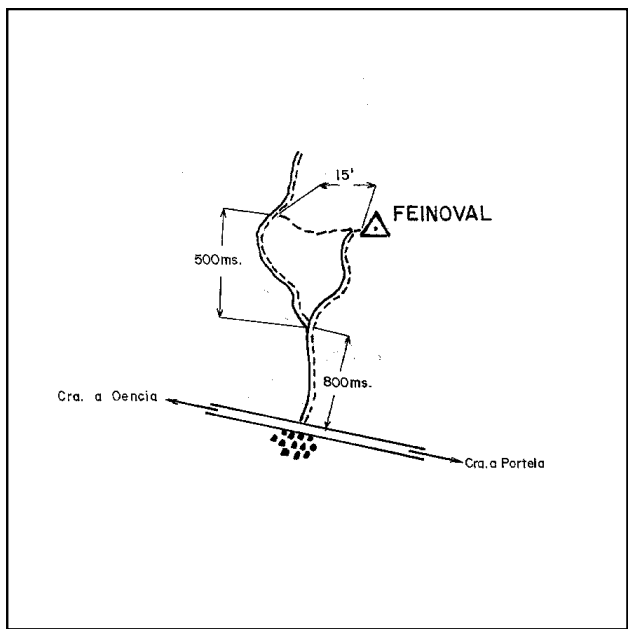 15'
FEINOVAL
500ms.
800ms.
Cra. a Oencia
Cra. a Portela